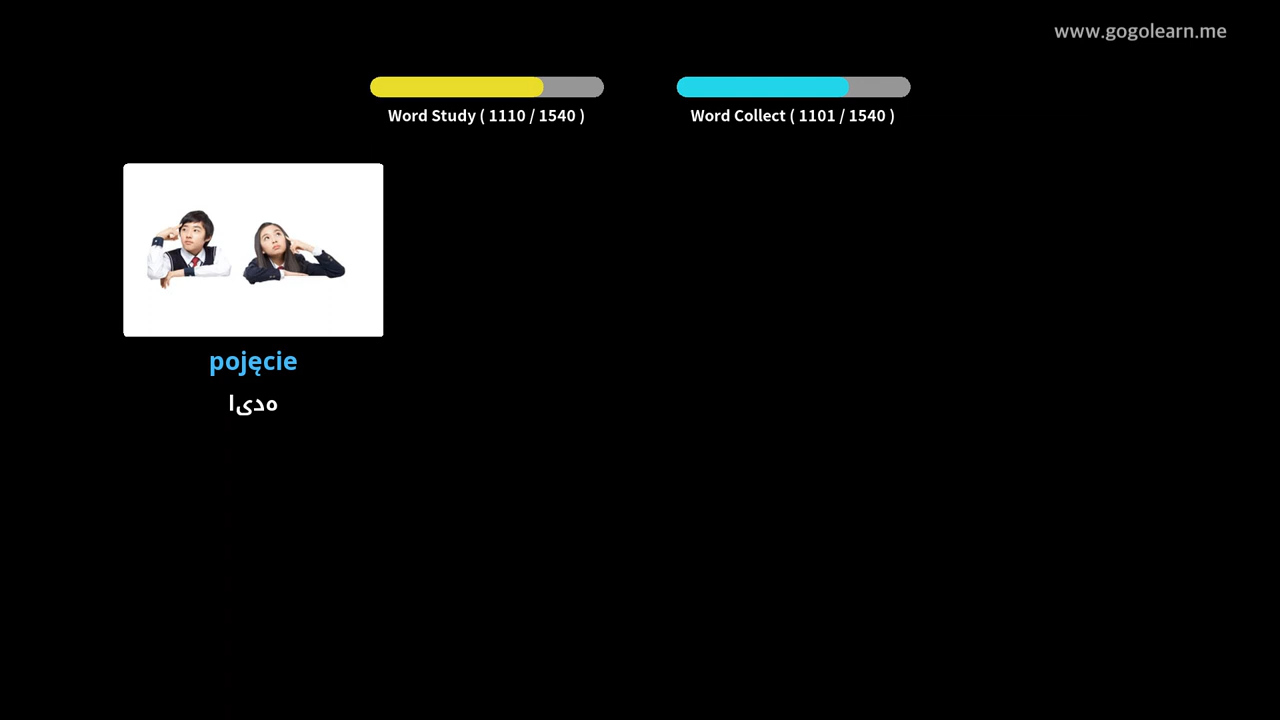 www.gogolearn.me
Word Study ( 1110 / 1540 )
Word Collect ( 1101 / 1540 )
pojęcie
ایده